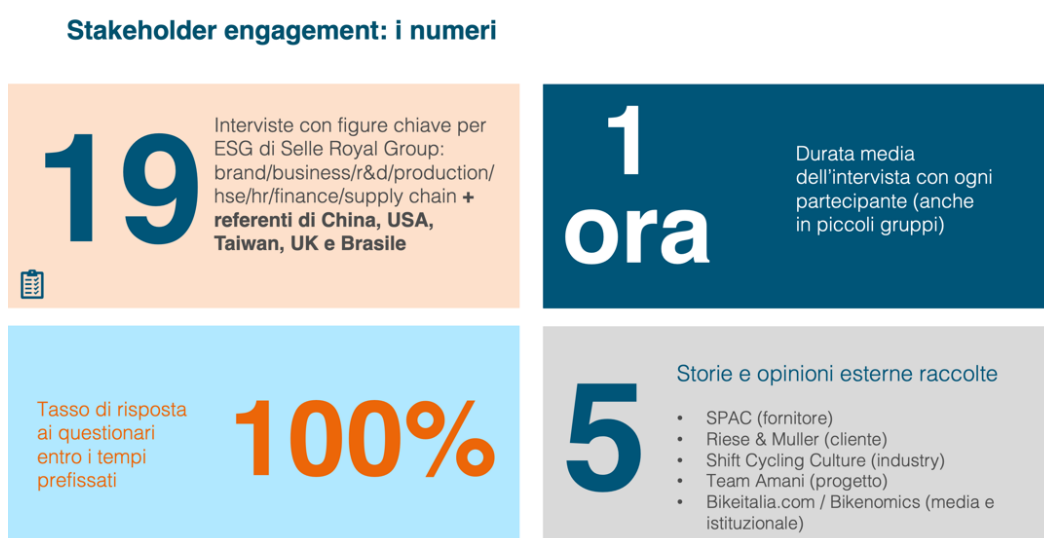 Stakeholder engagement: i numeri
19
Interviste con figure chiave per
ESG di Selle Royal Group:
brand/business/r&d/production/
hse/hr/finance/supply chain +
referenti di China, USA,
Taiwan, UK e Brasile
1
ora
Durata media
dell'intervista con ogni
partecipante (anche
in piccoli gruppi)
Tasso di risposta
ai questionari
entro i tempi
prefissati
100%
5
Storie e opinioni esterne raccolte
• SPAC (fornitore)
• Riese & Muller (cliente)
• Shift Cycling Culture (industry)
• Team Amani (progetto)
• Bikeitalia.com / Bikenomics (media e
istituzionale)